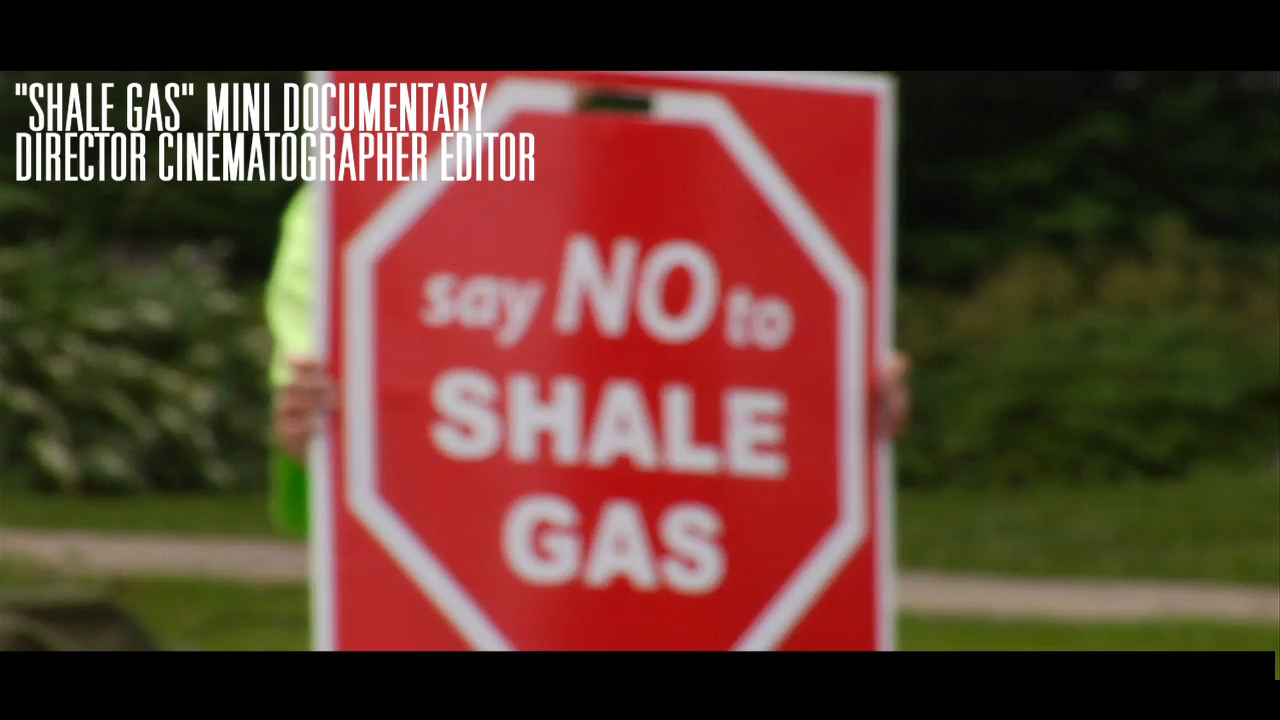 "SHALE GAS" MINI DOCUMENTARY
DIRECTOR CINEMATOGRAPHER EDITOR
say NO to
SHALE
GAS